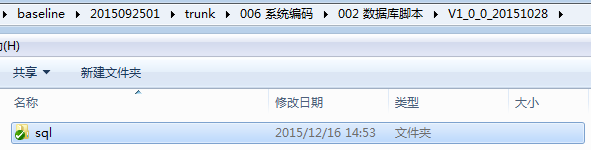 baseline ▸ 2015092501 ▸ trunk ▸ 006 系统编码 ▸ 002 数据库脚本 ▸ V1_0_0_20151028 ▸
(H)
共享 新建文件夹
名称 修改日期 类型 大小
sql 2015/12/16 14:53 文件夹